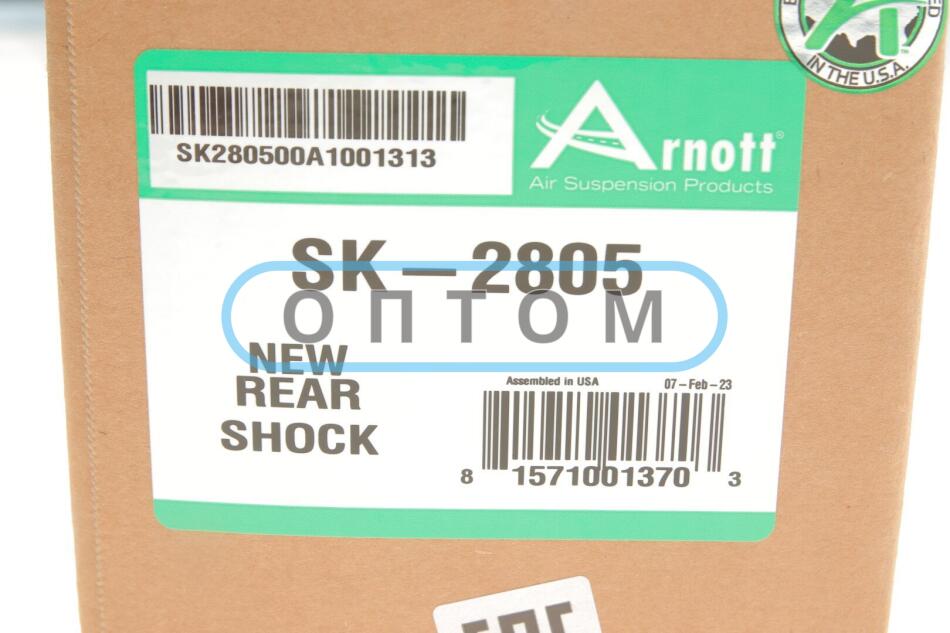 IN THE U.S.A.
SK280500A1001313
Arnott®
Air Suspension Products
SK-2805
ОПТОМ
NEW
REAR
SHOCK
Assembled in USA 07-Feb-23
8 1571001370 3